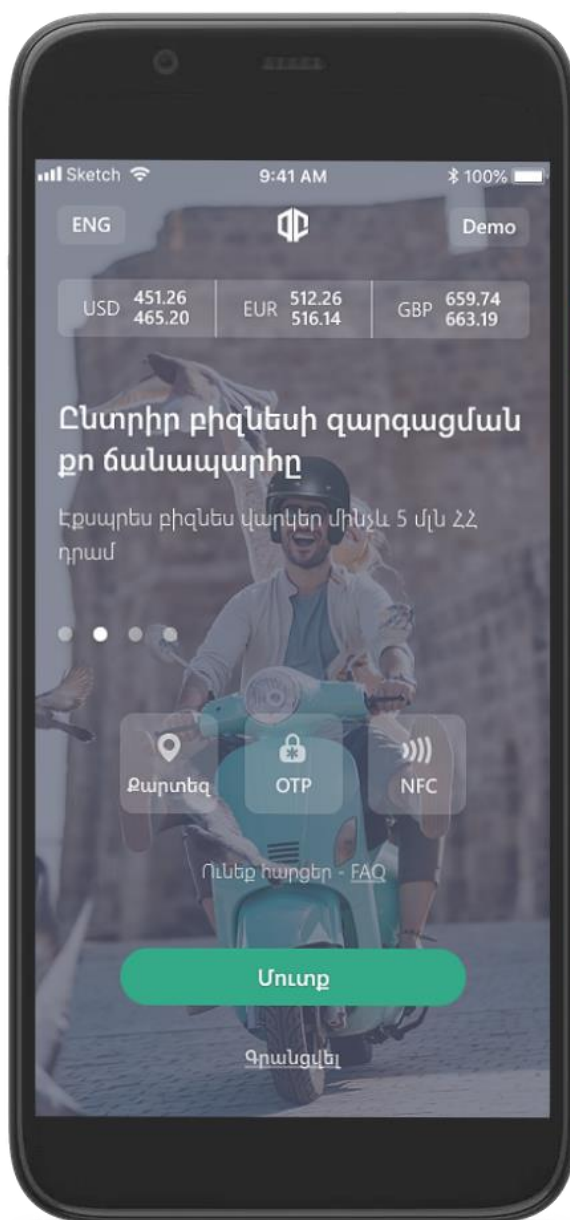 Sketch 9:41 AM 100%
ENG Demo
USD 451.26 465.20 EUR 512.26 516.14 GBP 659.74 663.19
Ընտրիր բիզնեսի զարգացման
քո ճանապարհը
Էքսպրես բիզնես վարկեր մինչև 5 մլն ՀՀ
դրամ
Քարտեզ OTP NFC
Ունեք հարցեր - FAQ
Մուտք
Գրանցվել